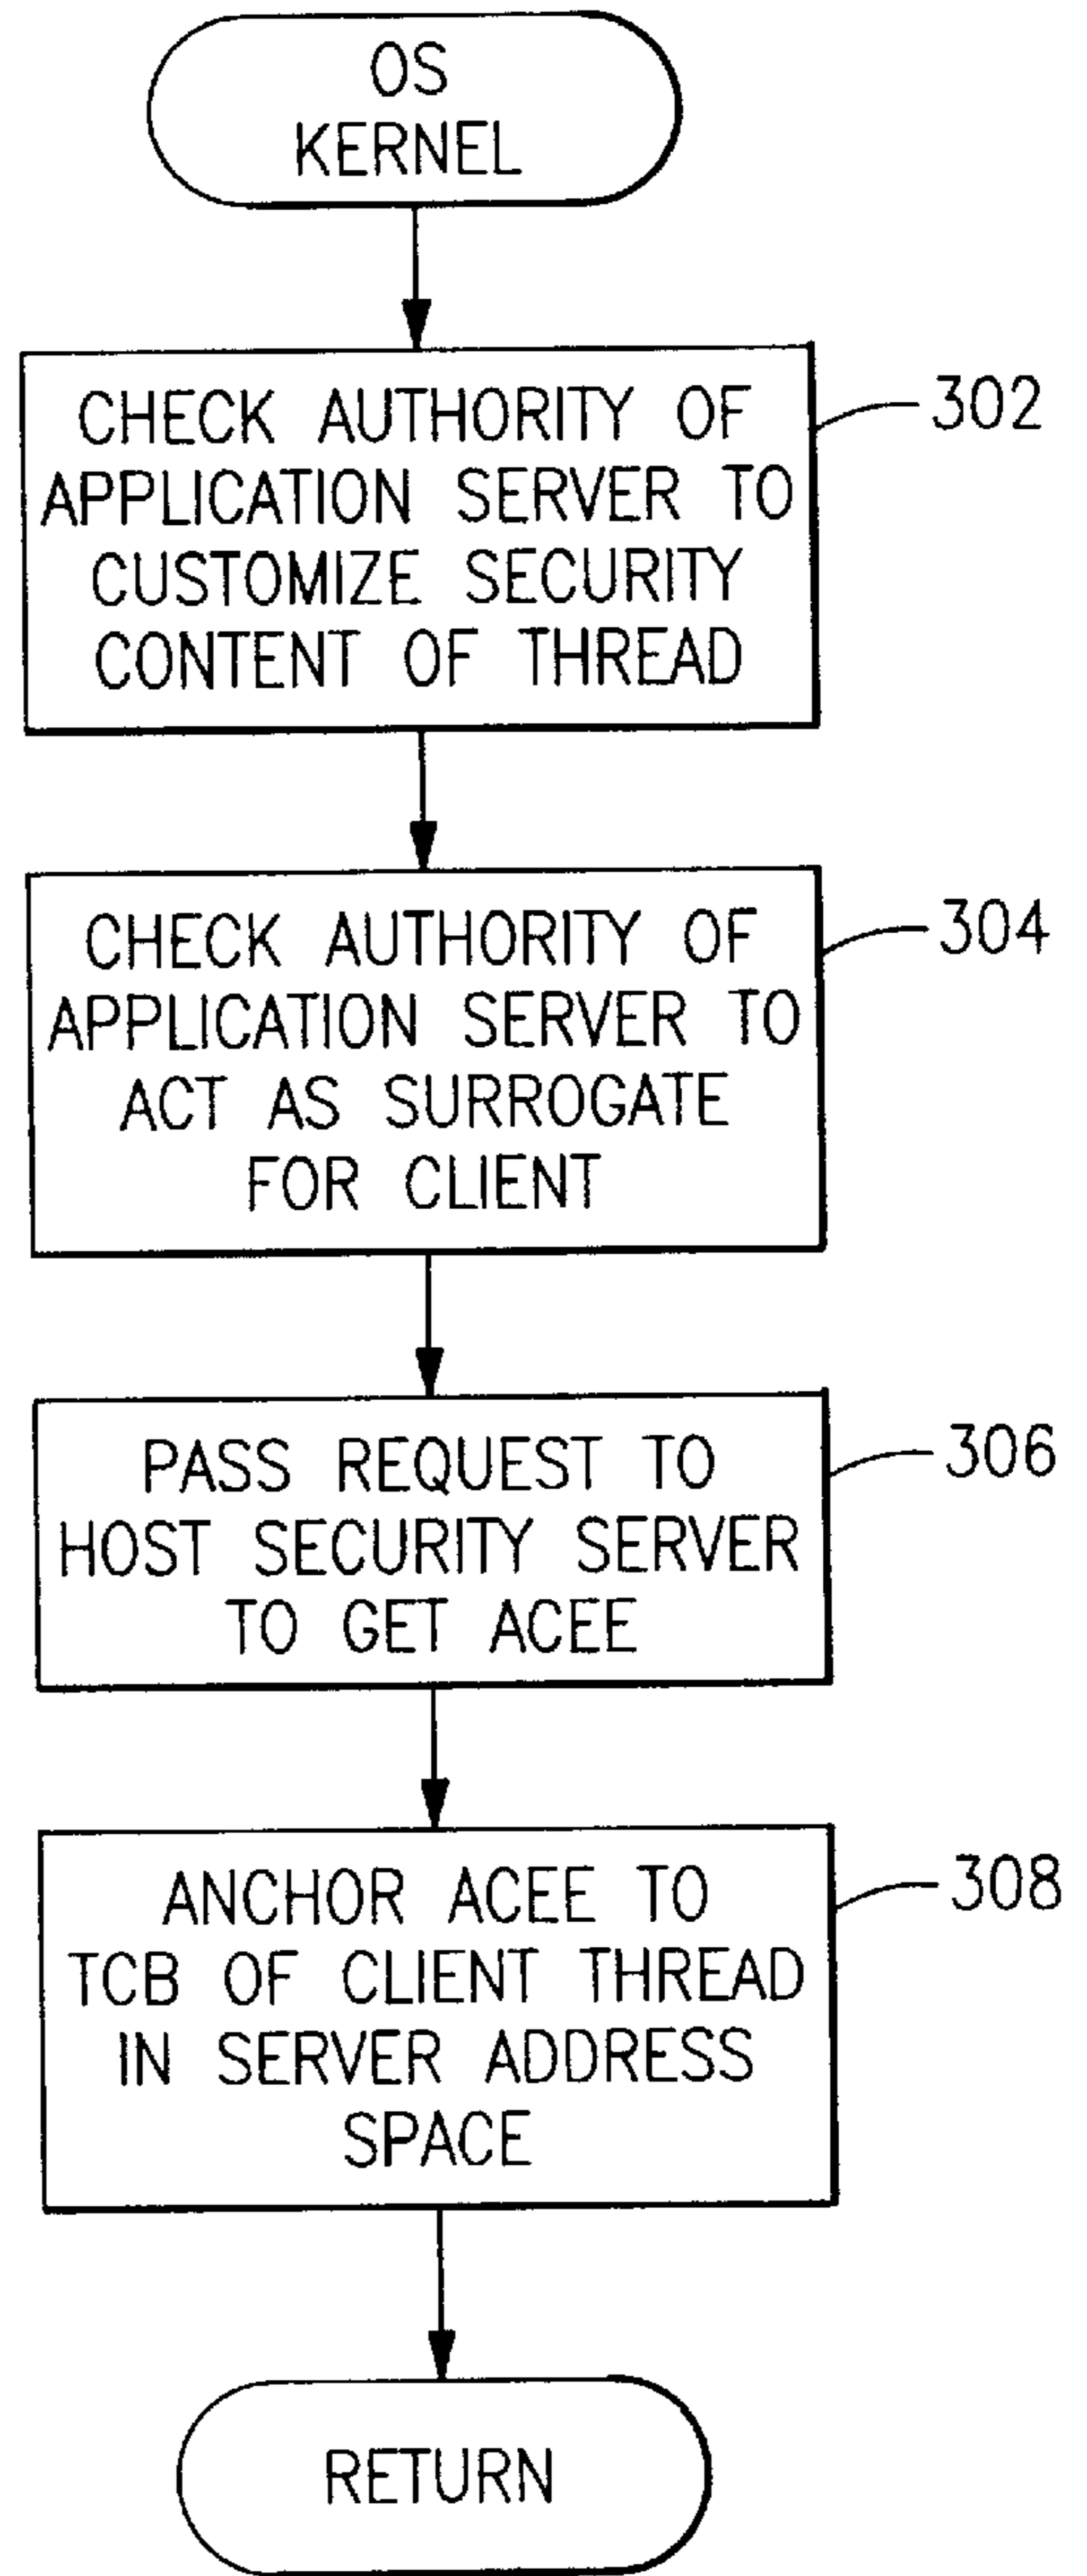 OS
KERNEL
CHECK AUTHORITY OF
APPLICATION SERVER TO
CUSTOMIZE SECURITY
CONTENT OF THREAD
302
CHECK AUTHORITY OF
APPLICATION SERVER TO
ACT AS SURROGATE
FOR CLIENT
304
PASS REQUEST TO
HOST SECURITY SERVER
TO GET ACEE
306
ANCHOR ACEE TO
TCB OF CLIENT THREAD
IN SERVER ADDRESS
SPACE
308
RETURN